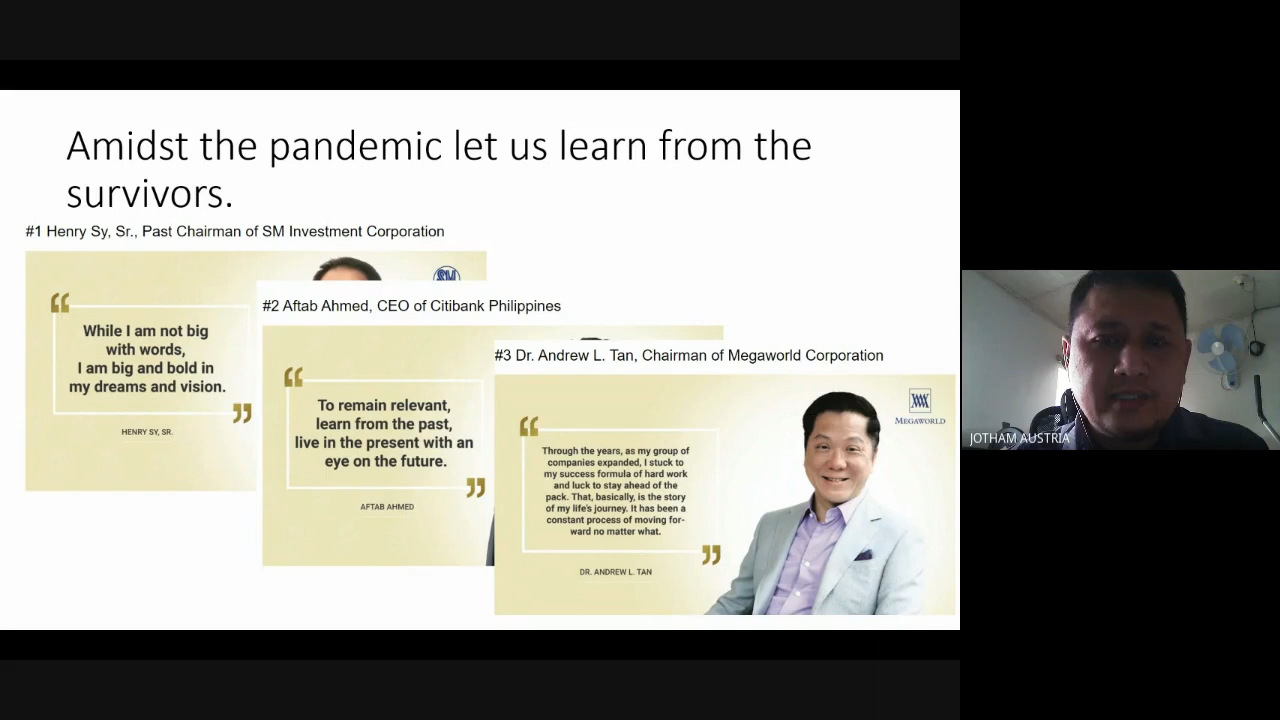 Amidst the pandemic let us learn from the
survivors.
#1 Henry Sy, Sr., Past Chairman of SM Investment Corporation
SM
“
While I am not big
with words,
I am big and bold in
my dreams and vision.
”
HENRY SY, SR.
#2 Aftab Ahmed, CEO of Citibank Philippines
“
To remain relevant,
learn from the past,
live in the present with an
eye on the future.
”
AFTAB AHMED
#3 Dr. Andrew L. Tan, Chairman of Megaworld Corporation
MEGAWORLD
“
Through the years, as my group of
companies expanded, I stuck to
my success formula of hard work
and luck to stay ahead of the
pack. That, basically, is the story
of my life's journey. It has been a
constant process of moving for-
ward no matter what.
”
DR. ANDREW L. TAN
JOTHAM AUSTRIA